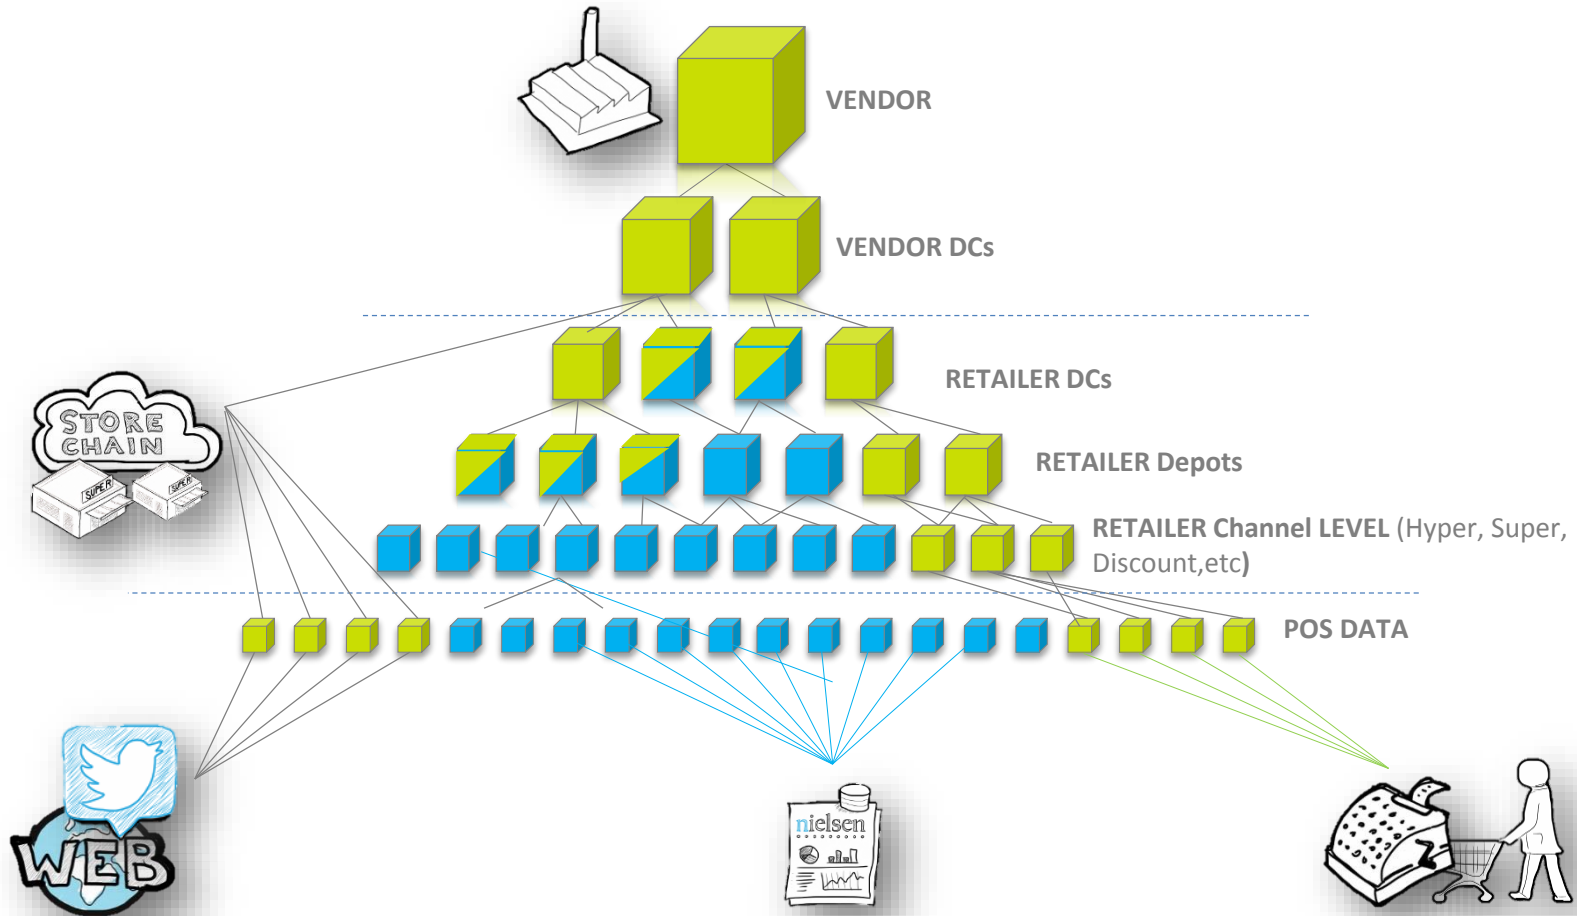 VENDOR
VENDOR DCs
RETAILER DCs
STORE
CHAIN
SUPER
SUPER
RETAILER Depots
RETAILER Channel LEVEL (Hyper, Super,
Discount,etc)
POS DATA
nielsen
WEB